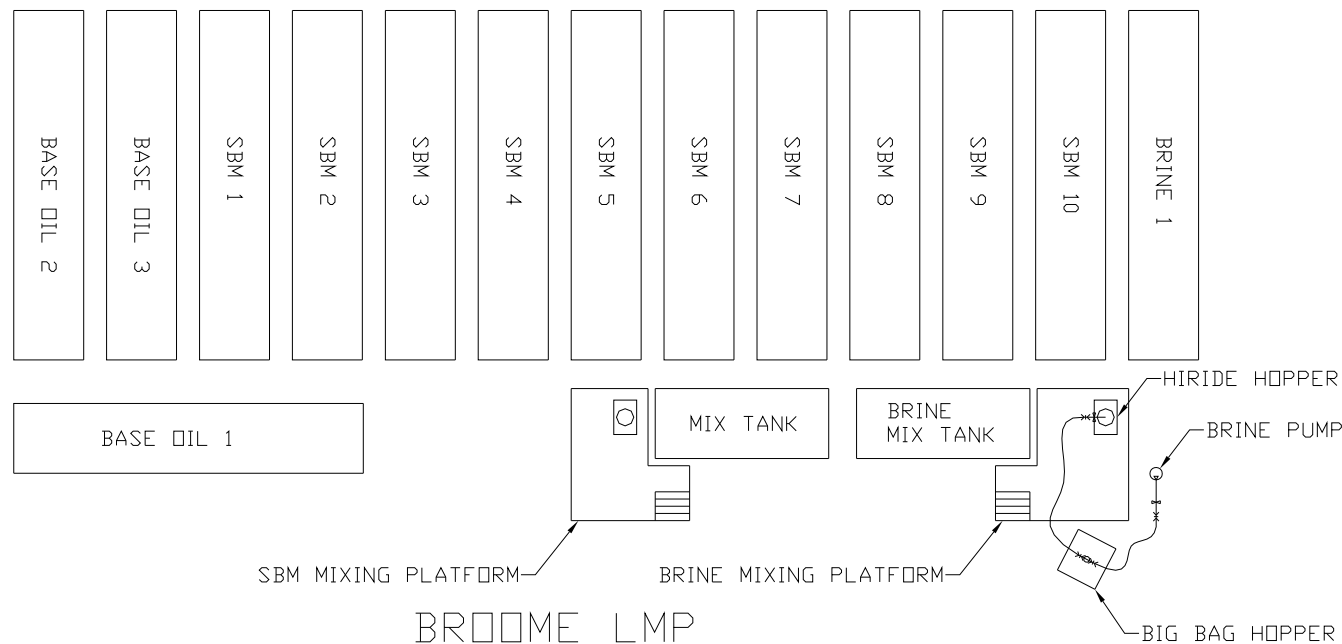 BASE OIL 2
BASE OIL 3
SBM 1
SBM 2
SBM 3
SBM 4
SBM 5
SBM 6
SBM 7
SBM 8
SBM 9
SBM 10
BRINE 1
HIRIDE HOPPER
BASE OIL 1
MIX TANK
BRINE
MIX TANK
BRINE PUMP
SBM MIXING PLATFORM
BRINE MIXING PLATFORM
BROOME LMP
BIG BAG HOPPER